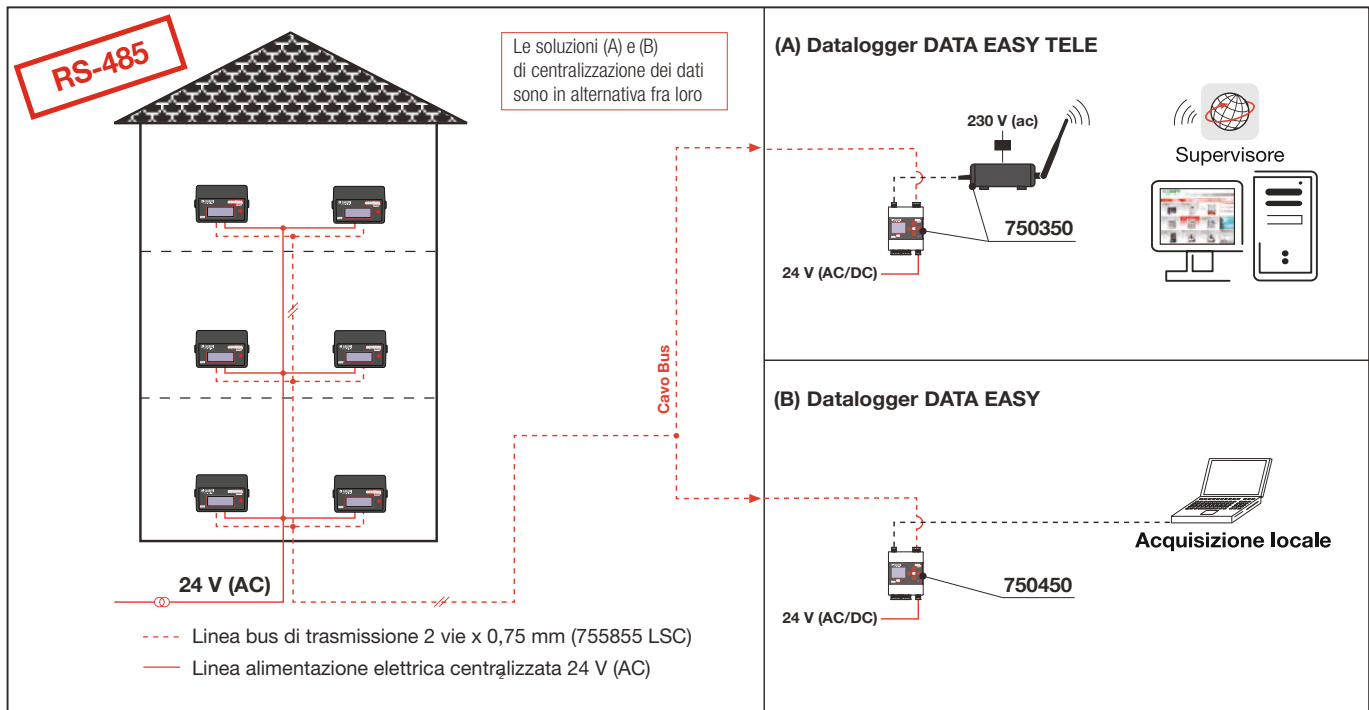 RS-485
Le soluzioni (A) e (B)
di centralizzazione dei dati
sono in alternativa fra loro
24 V (AC)
Linea bus di trasmissione 2 vie x 0,75 mm (755855 LSC)
Linea alimentazione elettrica centralizzata 24 V (AC)
2
Cavo Bus
(A) Datalogger DATA EASY TELE
230 V (ac)
Supervisore
750350
24 V (AC/DC)
(B) Datalogger DATA EASY
Acquisizione locale
750450
24 V (AC/DC)